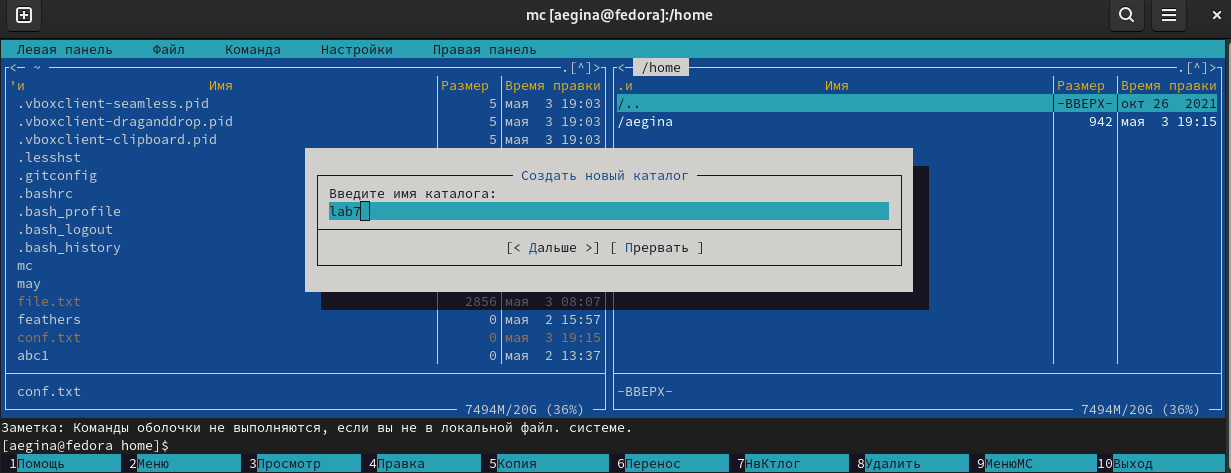 mc [aegina@fedora]:/home
Левая панель Файл Команда Настройки Правая панель
<— ~ .[^]> <— /home .[^]>
'и Имя Размер Время правки .и Имя Размер Время правки
.vboxclient-seamless.pid 5 мая 3 19:03 /.. -ВВЕРХ- окт 26 2021
.vboxclient-draganddrop.pid 5 мая 3 19:03 /aegina 942 мая 3 19:15
.vboxclient-clipboard.pid 5 мая 3 19:03
.lesshst
.gitconfig Создать новый каталог
.bashrc Введите имя каталога:
.bash_profile lab7
.bash_logout
.bash_history [< Дальше >] [ Прервать ]
mc
may
file.txt 2856 мая 3 08:07
feathers 0 мая 2 15:57
conf.txt 0 мая 3 19:15
abc1 0 мая 2 13:37
conf.txt -ВВЕРХ-
7494M/20G (36%) 7494M/20G (36%)
Заметка: Команды оболочки не выполняются, если вы не в локальной файл. системе.
[aegina@fedora home]$
1Помощь 2Меню 3Просмотр 4Правка 5Копия 6Перенос 7НвКтлог 8Удалить 9МенюMC 10Выход